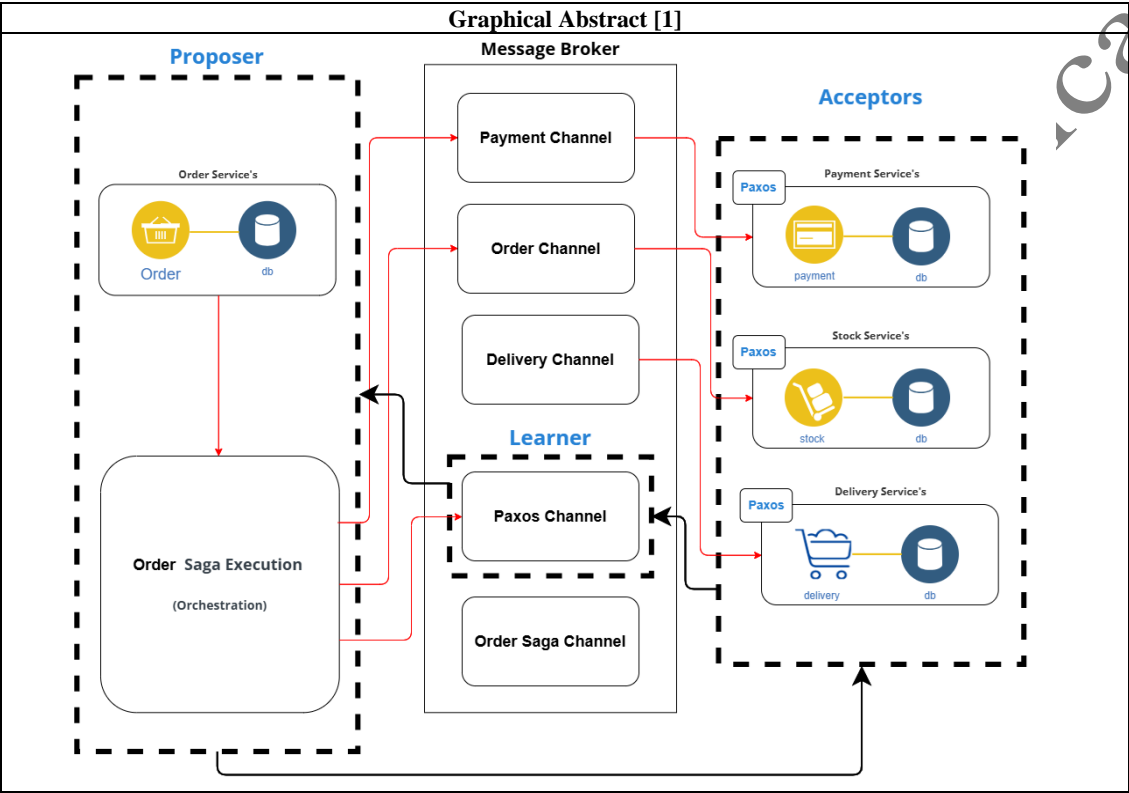 Graphical Abstract [1]
Proposer
Order Service's
Order
db
Order Saga Execution
(Orchestration)
Message Broker
Payment Channel
Order Channel
Delivery Channel
Learner
Paxos Channel
Order Saga Channel
Acceptors
Payment Service's
Paxos
payment
db
Stock Service's
Paxos
stock
db
Delivery Service's
Paxos
delivery
db